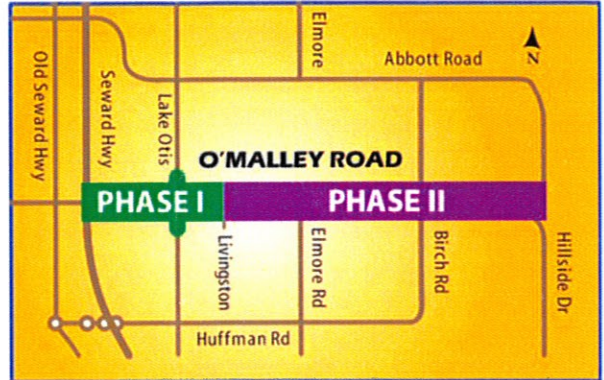 Elmore
Abbott Road
N
Old Seward Hwy
Seward Hwy
Lake Otis
O'MALLEY ROAD
PHASE I
PHASE II
Livingston
Elmore Rd
Birch Rd
Hillside Dr
Huffman Rd